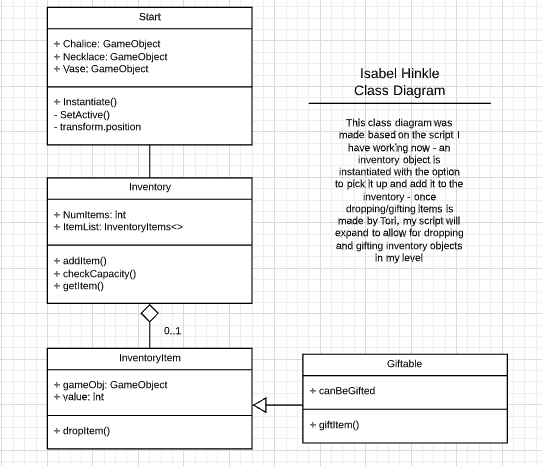 Start
+ Chalice: GameObject
+ Necklace: GameObject
+ Vase: GameObject
+ Instantiate()
- SetActive()
- transform.position
Inventory
+ NumItems: int
+ ItemList: InventoryItems<>
+ addItem()
+ checkCapacity()
+ getItem()
0..1
InventoryItem
+ gameObj: GameObject
+ value: int
+ dropItem()
Giftable
+ canBeGifted
+ giftItem()
Isabel Hinkle
Class Diagram
This class diagram was
made based on the script I
have working now - an
inventory object is
instantiated with the option
to pick it up and add it to the
inventory - once
dropping/gifting items is
made by Tori, my script will
expand to allow for dropping
and gifting inventory objects
in my level